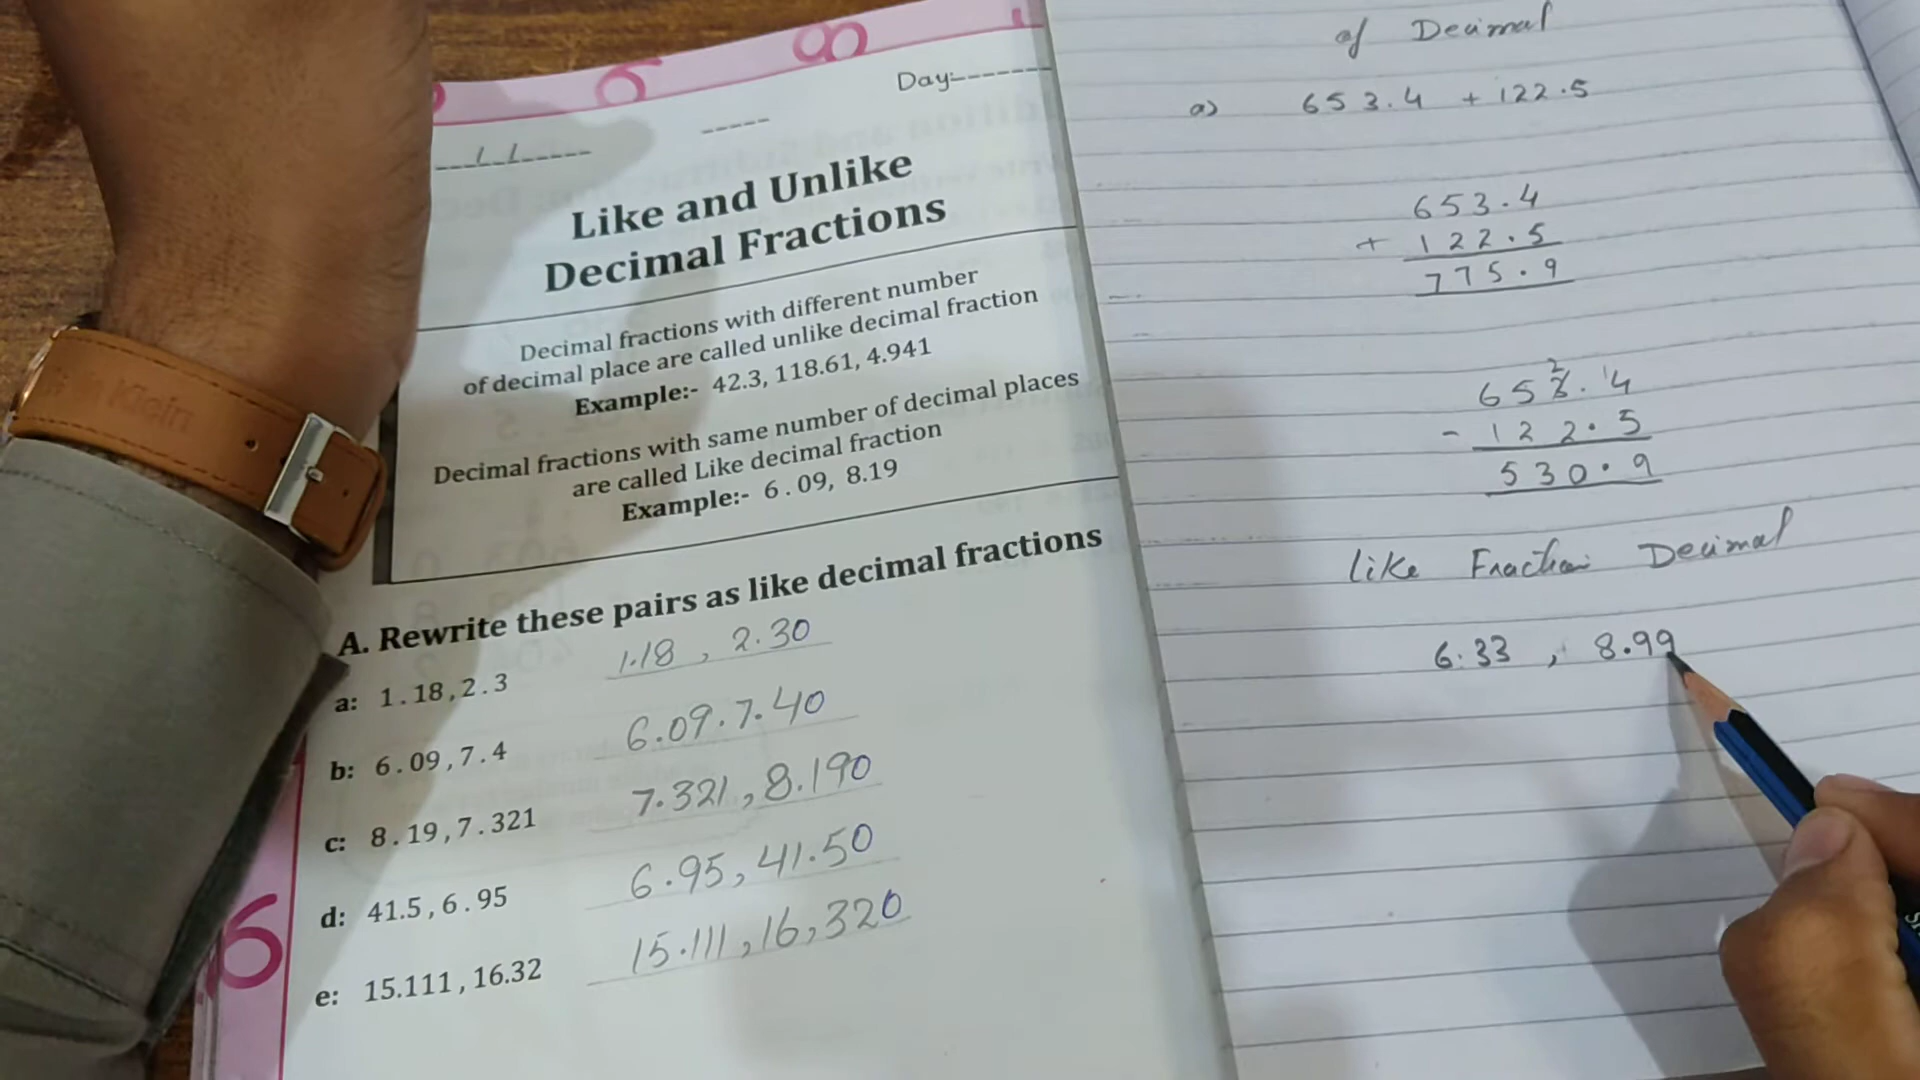 Day:-------
__/__/_____
Like and Unlike
Decimal Fractions
Decimal fractions with different number
of decimal place are called unlike decimal fraction
Example:- 42.3, 118.61, 4.941
Decimal fractions with same number of decimal places
are called Like decimal fraction
Example:- 6.09, 8.19
A. Rewrite these pairs as like decimal fractions
a: 1.18, 2.3 1.18, 2.30
b: 6.09, 7.4 6.09.7.40
c: 8.19, 7.321 7.321, 8.190
d: 41.5, 6.95 6.95, 41.50
e: 15.111, 16.32 15.111, 16,320
6
of Decimal
a) 653.4 + 122.5
653.4
+ 122.5
775.9
2
653.14
- 122.5
530.9
like Fraction Decimal
6.33, 8.99